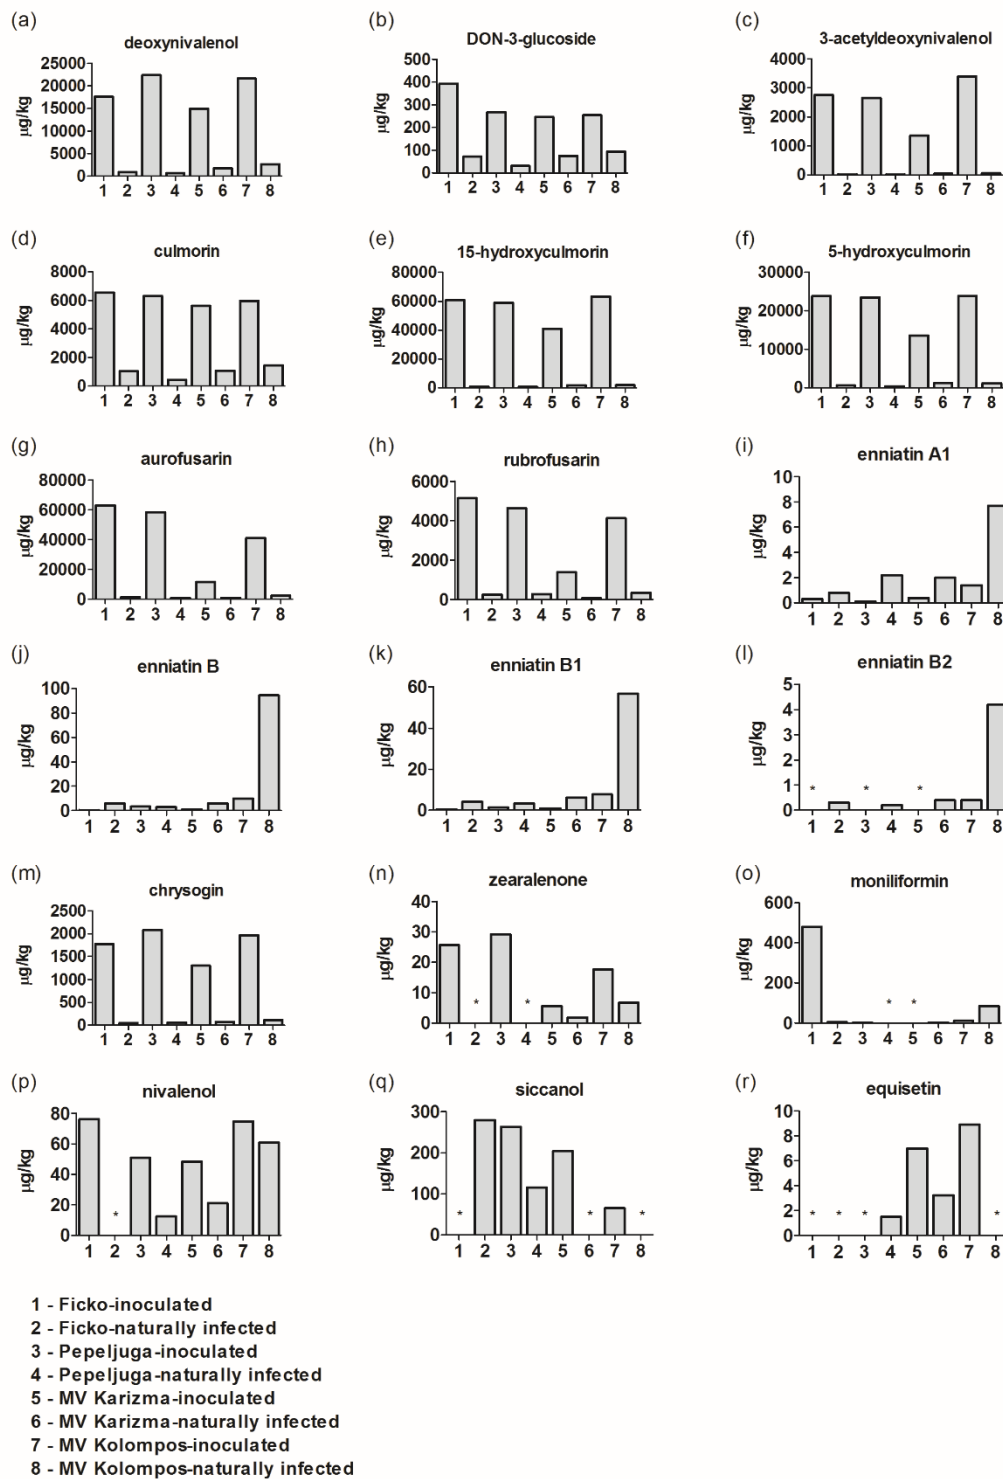 (a)
deoxynivalenol
µg/kg
25000
20000
15000
10000
5000
0
1 2 3 4 5 6 7 8
(b)
DON-3-glucoside
µg/kg
500
400
300
200
100
0
1 2 3 4 5 6 7 8
(c)
3-acetyldeoxynivalenol
µg/kg
4000
3000
2000
1000
0
1 2 3 4 5 6 7 8
(d)
culmorin
µg/kg
8000
6000
4000
2000
0
1 2 3 4 5 6 7 8
(e)
15-hydroxyculmorin
µg/kg
80000
60000
40000
20000
0
1 2 3 4 5 6 7 8
(f)
5-hydroxyculmorin
µg/kg
30000
20000
10000
0
1 2 3 4 5 6 7 8
(g)
aurofusarin
µg/kg
80000
60000
40000
20000
0
1 2 3 4 5 6 7 8
(h)
rubrofusarin
µg/kg
6000
4000
2000
0
1 2 3 4 5 6 7 8
(i)
enniatin A1
µg/kg
10
8
6
4
2
0
1 2 3 4 5 6 7 8
(j)
enniatin B
µg/kg
100
80
60
40
20
0
1 2 3 4 5 6 7 8
(k)
enniatin B1
µg/kg
60
40
20
0
1 2 3 4 5 6 7 8
(l)
enniatin B2
µg/kg
5
4
3
2
1
0
* * *
1 2 3 4 5 6 7 8
(m)
chrysogin
µg/kg
2500
2000
1500
1000
500
0
1 2 3 4 5 6 7 8
(n)
zearalenone
µg/kg
40
30
20
10
0
* *
1 2 3 4 5 6 7 8
(o)
moniliformin
µg/kg
600
400
200
0
* *
1 2 3 4 5 6 7 8
(p)
nivalenol
µg/kg
80
60
40
20
0
*
1 2 3 4 5 6 7 8
(q)
siccanol
µg/kg
300
200
100
0
* * *
1 2 3 4 5 6 7 8
(r)
equisetin
µg/kg
10
8
6
4
2
0
* * * *
1 2 3 4 5 6 7 8
1 - Ficko-inoculated
2 - Ficko-naturally infected
3 - Pepeljuga-inoculated
4 - Pepeljuga-naturally infected
5 - MV Karizma-inoculated
6 - MV Karizma-naturally infected
7 - MV Kolompos-inoculated
8 - MV Kolompos-naturally infected